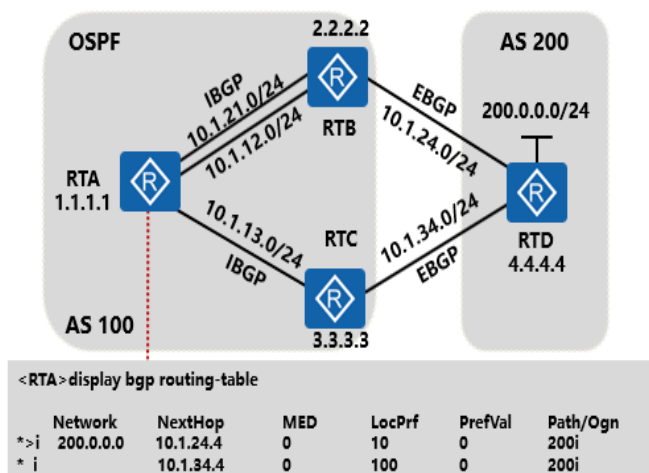 OSPF
2.2.2.2
AS 200
IBGP
10.1.21.0/24
10.1.12.0/24
R
RTB
EBGP
10.1.24.0/24
200.0.0.0/24
RTA
1.1.1.1
R
R
RTD
4.4.4.4
10.1.13.0/24
IBGP
RTC
10.1.34.0/24
EBGP
R
3.3.3.3
AS 100
<RTA>display bgp routing-table
Network NextHop MED LocPrf PrefVal Path/Ogn
*>i 200.0.0.0 10.1.24.4 0 10 0 200i
* i 10.1.34.4 0 100 0 200i